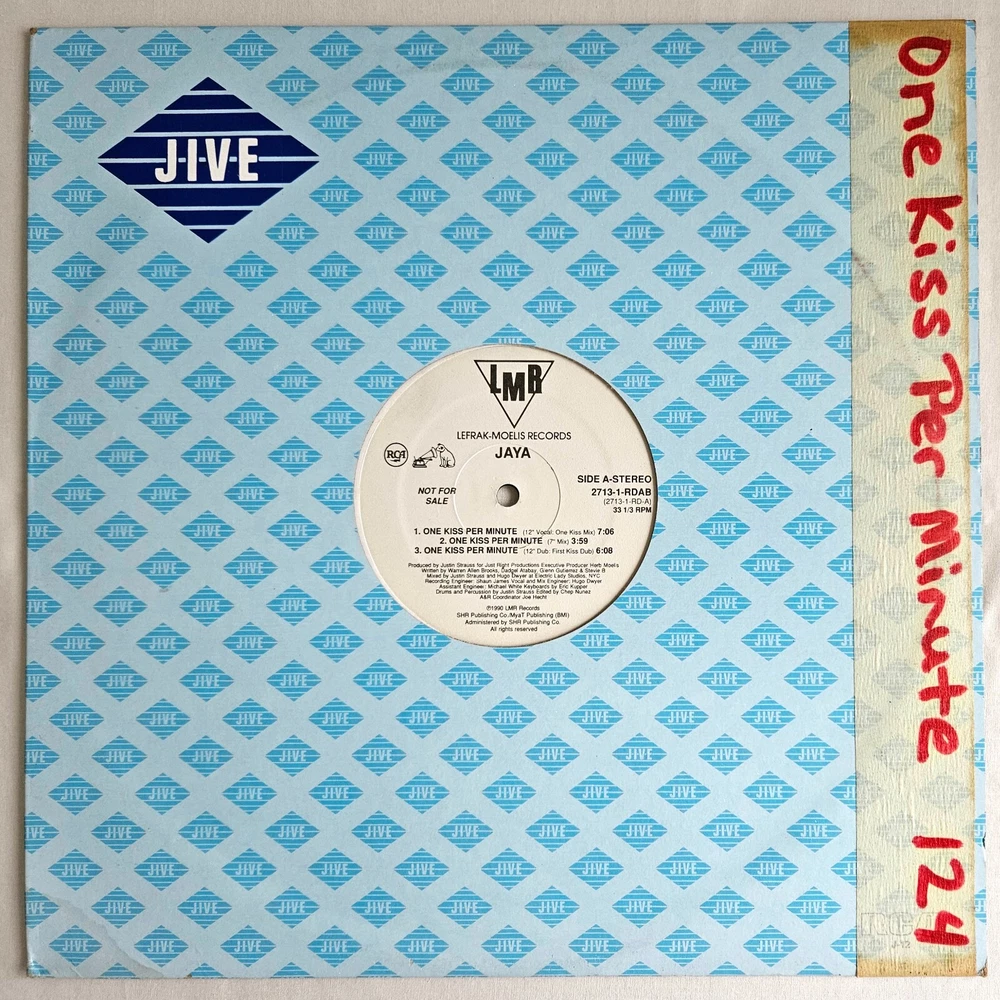 JIVE
One Kiss Per Minute 124
LMR
LEFRAK-MOELIS RECORDS
JAYA
RCA
NOT FOR
SALE
SIDE A-STEREO
2713-1-RDAB
(2713-1-RD-A)
33 1/3 RPM
1. ONE KISS PER MINUTE (12" Vocal: One Kiss Mix) 7:06
2. ONE KISS PER MINUTE (7" Mix) 3:59
3. ONE KISS PER MINUTE (12" Dub: First Kiss Dub) 6:08
Produced by Justin Strauss for Just Right Productions Executive Producer Herb Moelis
Written by Warren Allen Brooks, Dadgel Atabay, Glenn Gutierrez & Stevie B
Mixed by Justin Strauss and Hugo Dwyer at Electric Lady Studios, NYC
Recording Engineer: Shaun James Vocal and Mix Engineer: Hugo Dwyer
Assistant Engineer: Michael White Keyboards by Eric Kupper
Drums and Percussion by Justin Strauss Edited by Chep Nunez
A&R Coordinator Joe Hecht
℗1990 LMR Records
SHR Publishing Co./MyaT Publishing (BMI)
Administered by SHR Publishing Co.
All rights reserved
J-12